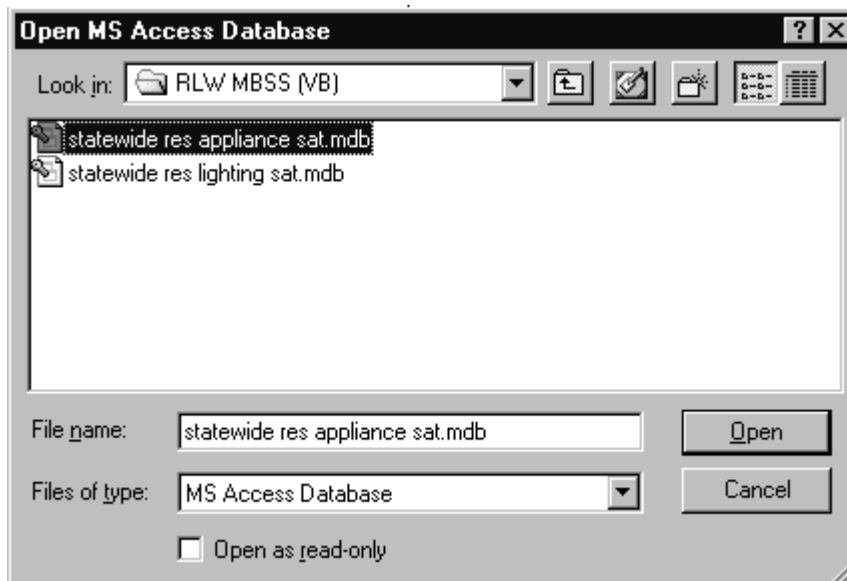 Open MS Access Database
Look in: RLW MBSS (VB)
statewide res appliance sat.mdb
statewide res lighting sat.mdb
File name: statewide res appliance sat.mdb Open
Files of type: MS Access Database Cancel
Open as read-only